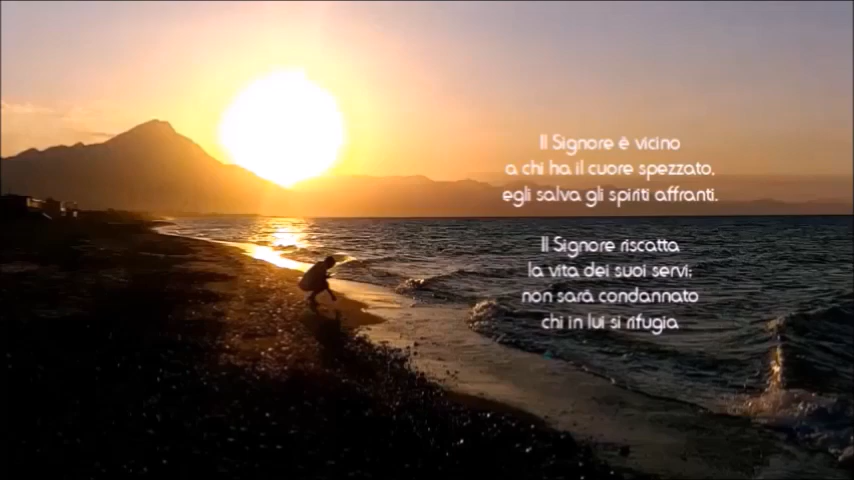 Il Signore è vicino
a chi ha il cuore spezzato,
egli salva gli spiriti affranti.
Il Signore riscatta
la vita dei suoi servi;
non sarà condannato
chi in lui si rifugia